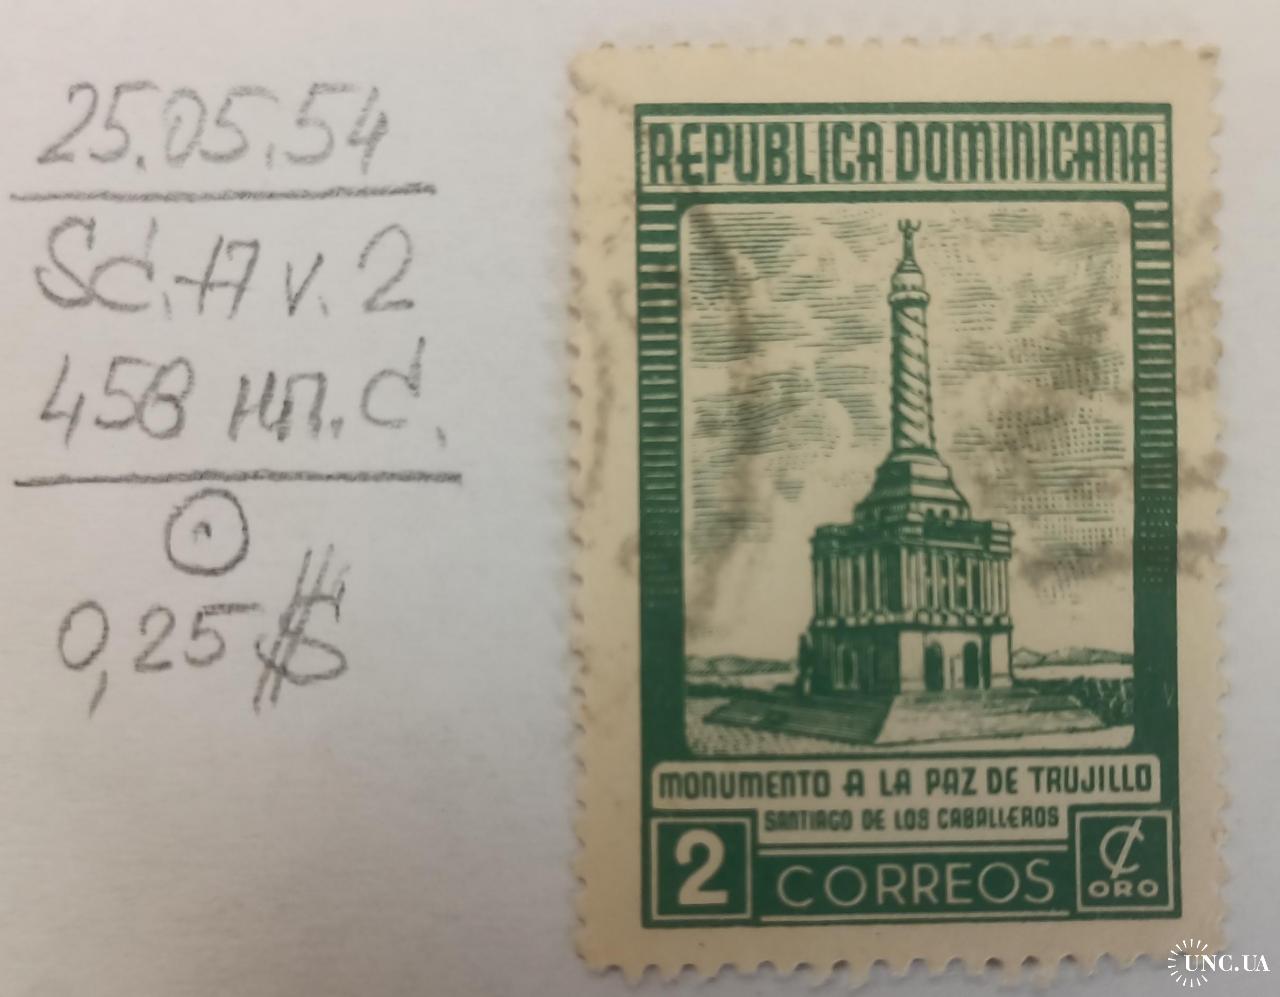 25.05.54
Sc. 17 v. 2
458 нп. с.
0,25 $
REPUBLICA DOMINICANA
MONUMENTO A LA PAZ DE TRUJILLO
SANTIAGO DE LOS CABALLEROS
2 CORREOS ₵ ORO
UNC.UA